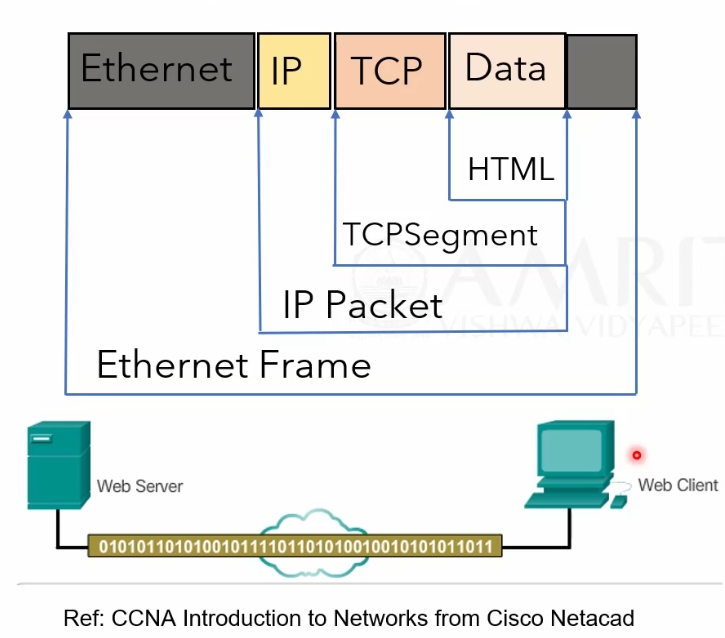 Ethernet IP TCP Data
HTML
TCPSegment
IP Packet
Ethernet Frame
AMRIT
VISHWA VIDYAPEE
Web Server
Web Client
01010110101001011110110101001001010101011011
Ref: CCNA Introduction to Networks from Cisco Netacad